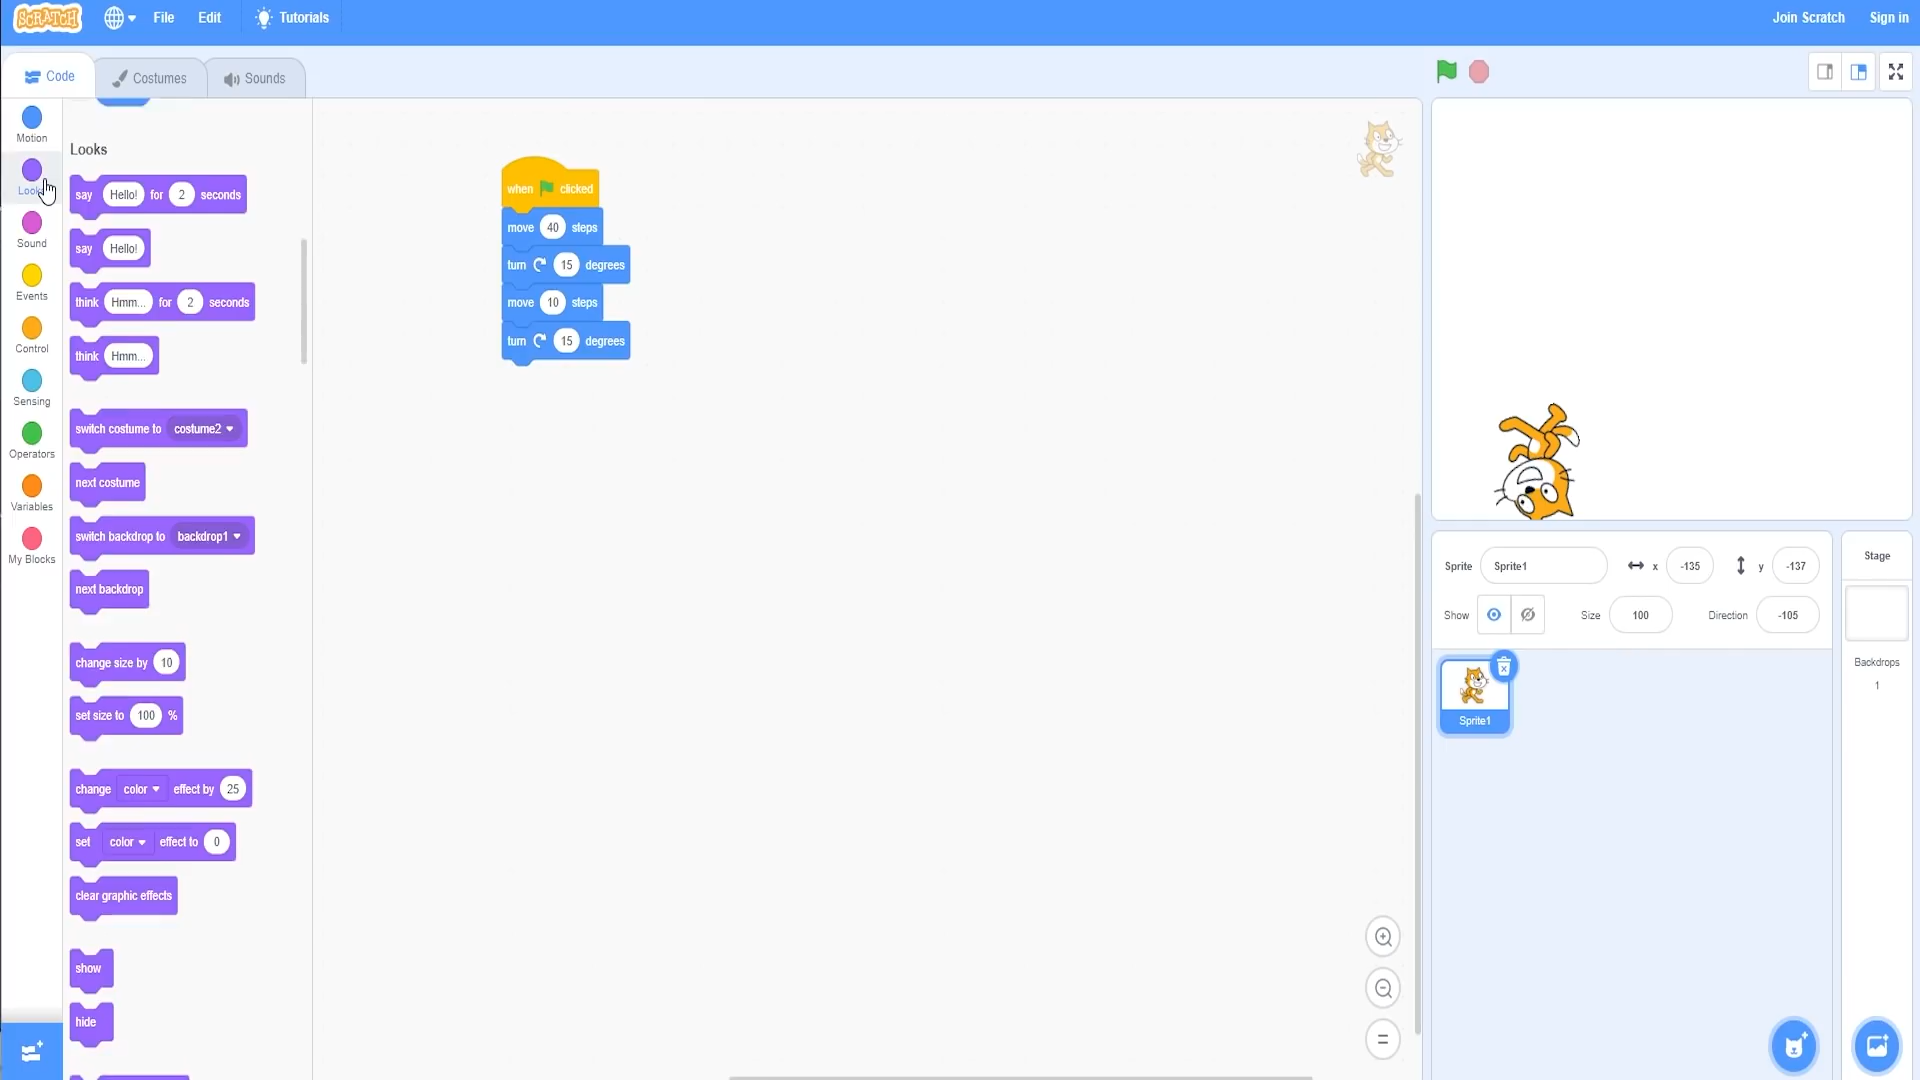 SCRATCH
File
Edit
Tutorials
Join Scratch
Sign in
Code
Costumes
Sounds
Motion
Looks
Sound
Events
Control
Sensing
Operators
Variables
My Blocks
Looks
say Hello! for 2 seconds
say Hello!
think Hmm... for 2 seconds
think Hmm...
switch costume to costume2
next costume
switch backdrop to backdrop1
next backdrop
change size by 10
set size to 100 %
change color effect by 25
set color effect to 0
clear graphic effects
show
hide
when clicked
move 40 steps
turn 15 degrees
move 10 steps
turn 15 degrees
Sprite Sprite1 x -135 y -137
Show Size 100 Direction -105
Sprite1
Stage
Backdrops
1